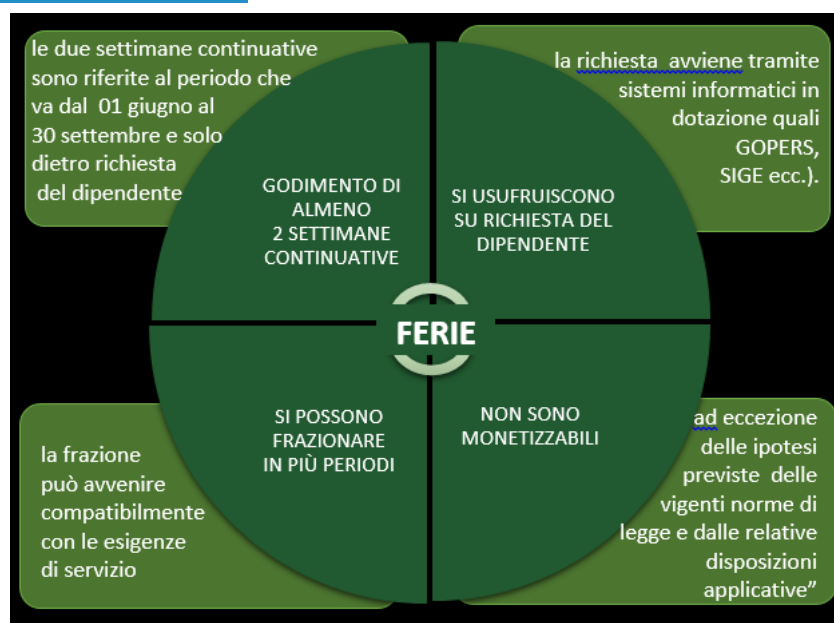 le due settimane continuative
sono riferite al periodo che
va dal 01 giugno al
30 settembre e solo
dietro richiesta
del dipendente
GODIMENTO DI
ALMENO
2 SETTIMANE
CONTINUATIVE
la richiesta avviene tramite
sistemi informatici in
dotazione quali
GOPERS,
SIGE ecc.).
SI USUFRUISCONO
SU RICHIESTA DEL
DIPENDENTE
FERIE
la frazione
può avvenire
compatibilmente
con le esigenze
di servizio
SI POSSONO
FRAZIONARE
IN PIÙ PERIODI
NON SONO
MONETIZZABILI
ad eccezione
delle ipotesi
previste delle
vigenti norme di
legge e dalle relative
disposizioni
applicative”